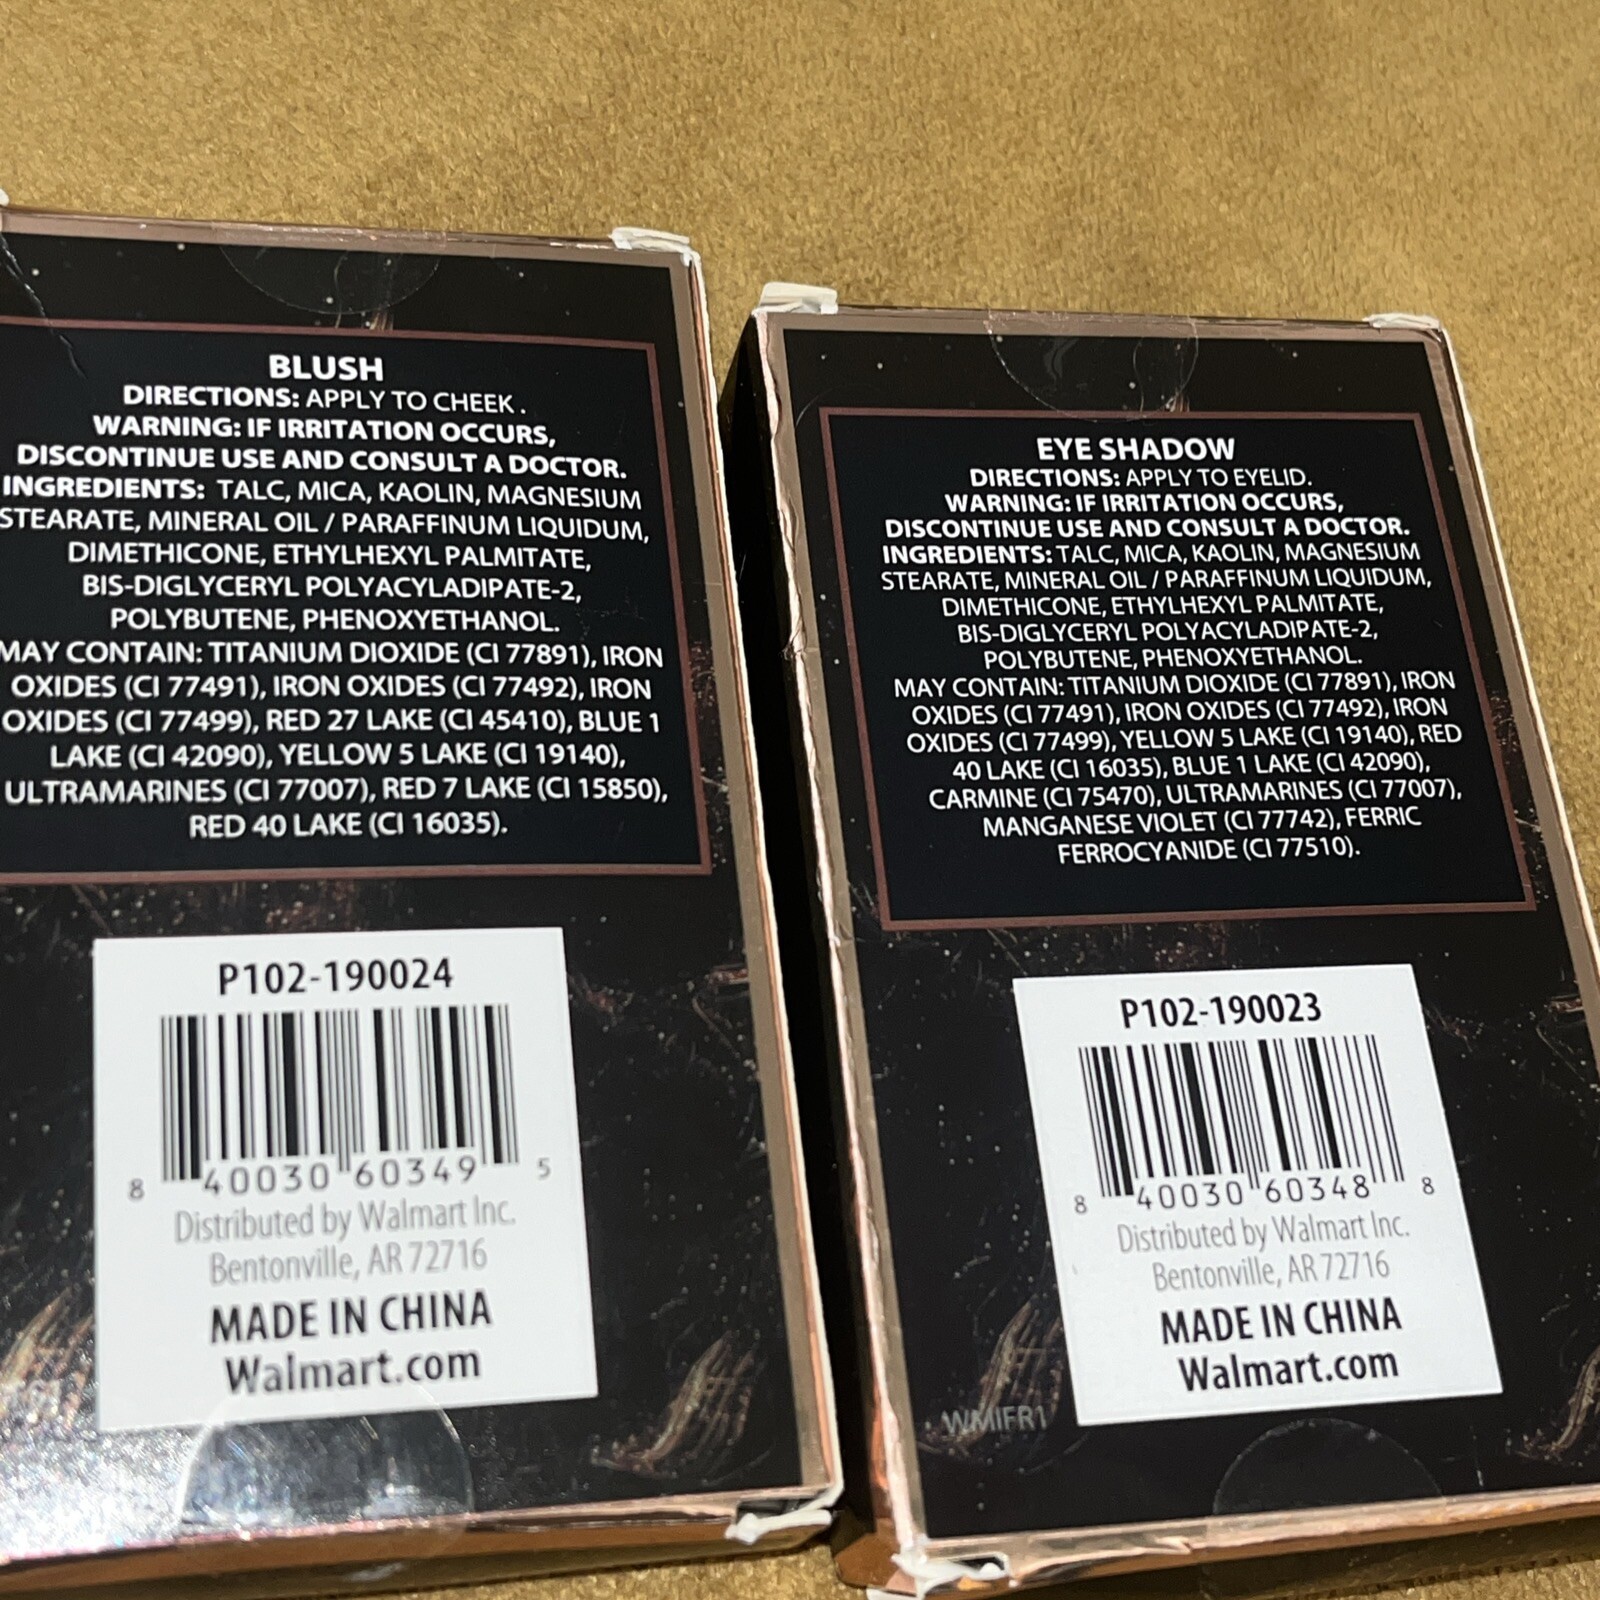 BLUSH
DIRECTIONS: APPLY TO CHEEK .
WARNING: IF IRRITATION OCCURS,
DISCONTINUE USE AND CONSULT A DOCTOR.
INGREDIENTS: TALC, MICA, KAOLIN, MAGNESIUM
STEARATE, MINERAL OIL / PARAFFINUM LIQUIDUM,
DIMETHICONE, ETHYLHEXYL PALMITATE,
BIS-DIGLYCERYL POLYACYLADIPATE-2,
POLYBUTENE, PHENOXYETHANOL.
MAY CONTAIN: TITANIUM DIOXIDE (CI 77891), IRON
OXIDES (CI 77491), IRON OXIDES (CI 77492), IRON
OXIDES (CI 77499), RED 27 LAKE (CI 45410), BLUE 1
LAKE (CI 42090), YELLOW 5 LAKE (CI 19140),
ULTRAMARINES (CI 77007), RED 7 LAKE (CI 15850),
RED 40 LAKE (CI 16035).
P102-190024
8 40030 60349 5
Distributed by Walmart Inc.
Bentonville, AR 72716
MADE IN CHINA
Walmart.com
EYE SHADOW
DIRECTIONS: APPLY TO EYELID.
WARNING: IF IRRITATION OCCURS,
DISCONTINUE USE AND CONSULT A DOCTOR.
INGREDIENTS: TALC, MICA, KAOLIN, MAGNESIUM
STEARATE, MINERAL OIL / PARAFFINUM LIQUIDUM,
DIMETHICONE, ETHYLHEXYL PALMITATE,
BIS-DIGLYCERYL POLYACYLADIPATE-2,
POLYBUTENE, PHENOXYETHANOL.
MAY CONTAIN: TITANIUM DIOXIDE (CI 77891), IRON
OXIDES (CI 77491), IRON OXIDES (CI 77492), IRON
OXIDES (CI 77499), YELLOW 5 LAKE (CI 19140), RED
40 LAKE (CI 16035), BLUE 1 LAKE (CI 42090),
CARMINE (CI 75470), ULTRAMARINES (CI 77007),
MANGANESE VIOLET (CI 77742), FERRIC
FERROCYANIDE (CI 77510).
P102-190023
8 40030 60348 8
Distributed by Walmart Inc.
Bentonville, AR 72716
MADE IN CHINA
Walmart.com
WMIFR1